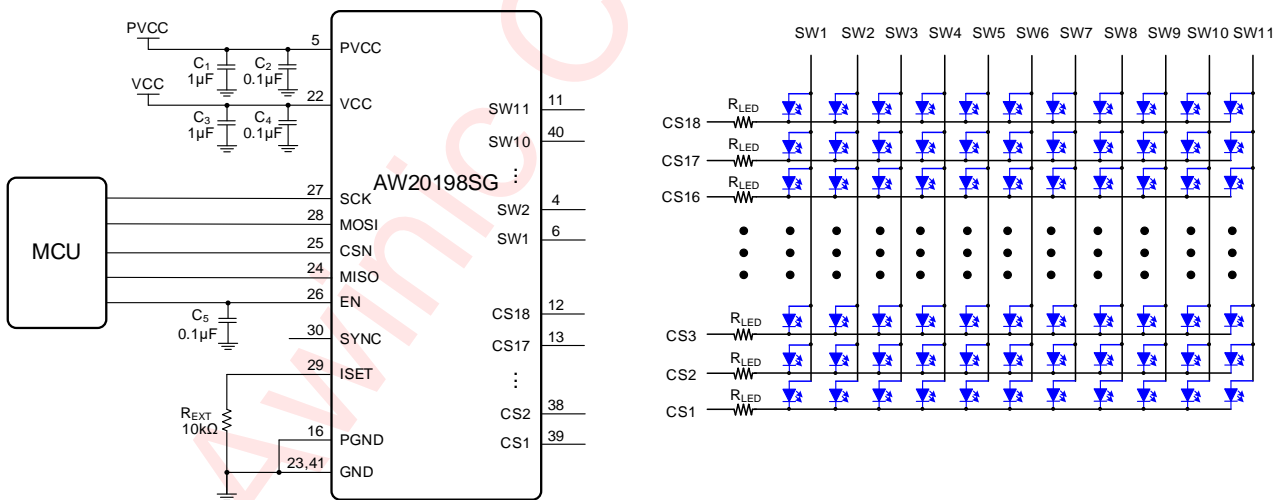 PVCC
5
PVCC
C1
1µF
C2
0.1µF
VCC
22
VCC
C3
1µF
C4
0.1µF
SW11
11
SW10
40
AW20198SG
SW2
4
SW1
6
MCU
27
SCK
28
MOSI
25
CSN
24
MISO
26
EN
C5
0.1µF
30
SYNC
29
ISET
REXT
10kΩ
16
PGND
23,41
GND
CS18
12
CS17
13
CS2
38
CS1
39
SW1 SW2 SW3 SW4 SW5 SW6 SW7 SW8 SW9 SW10 SW11
RLED
CS18
RLED
CS17
RLED
CS16
RLED
CS3
RLED
CS2
RLED
CS1
Awinic C